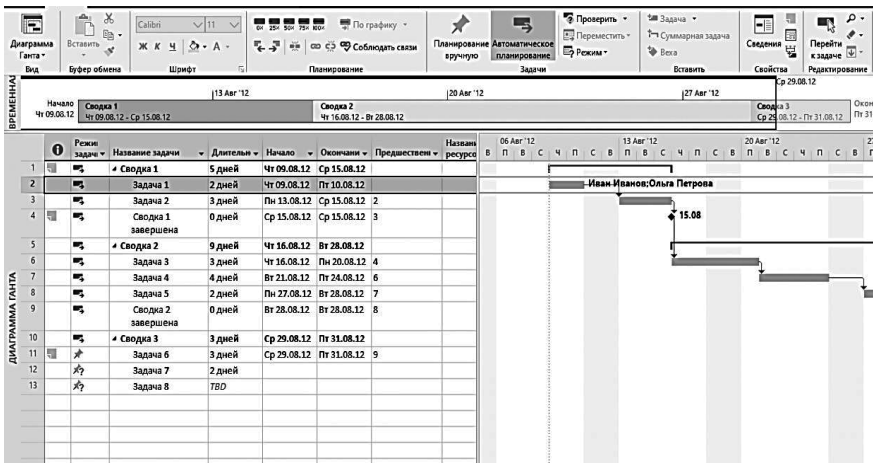 Calibri 11 0% 25% 50% 75% 100% По графику Проверить Задача
Диаграмма Ганта Вставить Ж К Ч А Соблюдать связи Планирование вручную Автоматическое планирование Переместить Режим Суммарная задача Веха Сведения Перейти к задаче
Вид Буфер обмена Шрифт Планирование Задачи Вставить Свойства Редактирование
Ср 29.08.12
13 Авг '12 20 Авг '12 27 Авг '12
ВРЕМЕННАЯ
Начало Чт 09.08.12
Сводка 1 Сводка 2 Сводка 3
Чт 09.08.12 - Ср 15.08.12 Чт 16.08.12 - Вт 28.08.12 Ср 29.08.12 - Пт 31.08.12
Окон
Пт 31
Режим задачи Название задачи Длительн Начало Окончани Предшественн Названи ресурсо
06 Авг '12 13 Авг '12 20 Авг '12 27
В П В С Ч П С В П В С Ч П С В П В С Ч П С В П
1 Сводка 1 5 дней Чт 09.08.12 Ср 15.08.12
2 Задача 1 2 дней Чт 09.08.12 Пт 10.08.12 Иван Иванов;Ольга Петрова
3 Задача 2 3 дней Пн 13.08.12 Ср 15.08.12 2
4 Сводка 1 завершена 0 дней Ср 15.08.12 Ср 15.08.12 3 15.08
5 Сводка 2 9 дней Чт 16.08.12 Вт 28.08.12
6 Задача 3 3 дней Чт 16.08.12 Пн 20.08.12 4
7 Задача 4 4 дней Вт 21.08.12 Пт 24.08.12 6
8 Задача 5 2 дней Пн 27.08.12 Вт 28.08.12 7
9 Сводка 2 завершена 0 дней Вт 28.08.12 Вт 28.08.12 8
10 Сводка 3 3 дней Ср 29.08.12 Пт 31.08.12
11 Задача 6 3 дней Ср 29.08.12 Пт 31.08.12 9
12 Задача 7 2 дней
13 Задача 8 TBD
ДИАГРАММА ГАНТА